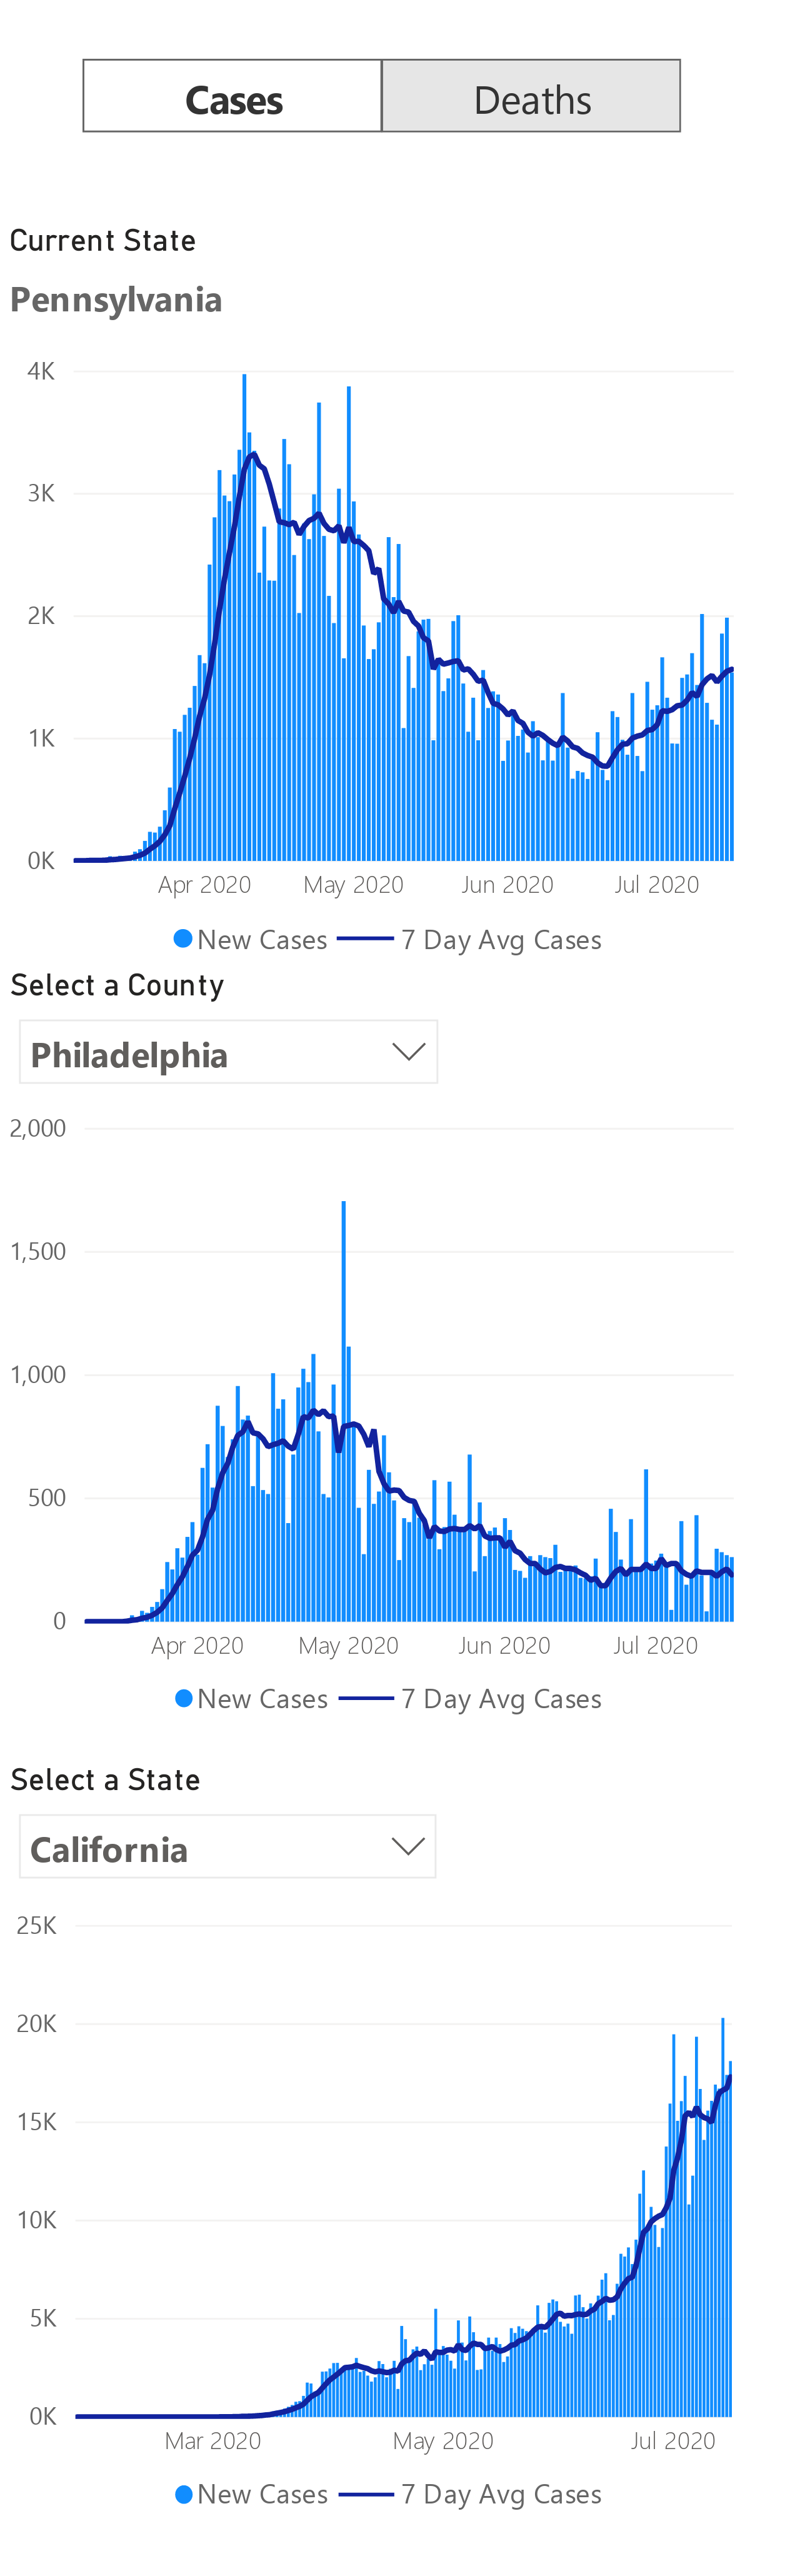 Cases Deaths
Current State
Pennsylvania
4K
3K
2K
1K
0K
Apr 2020 May 2020 Jun 2020 Jul 2020
New Cases 7 Day Avg Cases
Select a County
Philadelphia
2,000
1,500
1,000
500
0
Apr 2020 May 2020 Jun 2020 Jul 2020
New Cases 7 Day Avg Cases
Select a State
California
25K
20K
15K
10K
5K
0K
Mar 2020 May 2020 Jul 2020
New Cases 7 Day Avg Cases